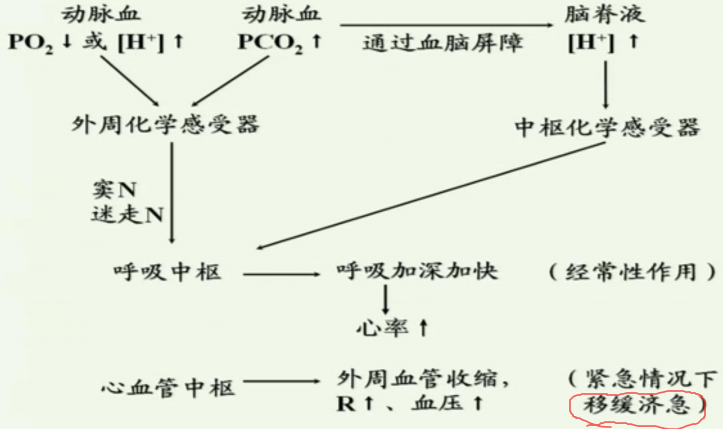 动脉血 动脉血 脑脊液
PO₂↓或 [H⁺]↑ PCO₂↑ 通过血脑屏障 [H⁺]↑
外周化学感受器 中枢化学感受器
窦N
迷走N
呼吸中枢 呼吸加深加快 （经常性作用）
心率↑
心血管中枢 外周血管收缩， （紧急情况下
R↑、血压↑ 移缓济急）